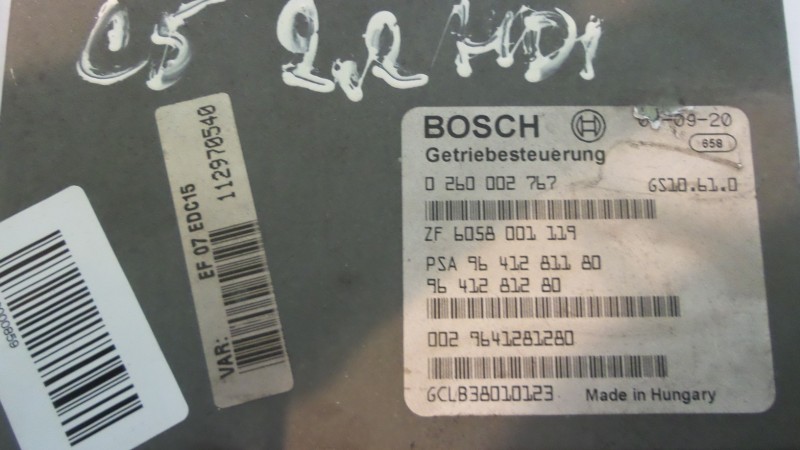 C5 2,2 HDI
BOSCH
-09-20
658
Getriebesteuerung
0 260 002 767 GS10.61.0
ZF 6058 001 119
PSA 96 412 811 80
96 412 812 80
002 9641281280
GCLB38010123 Made in Hungary
VAR: EF 07 EDC15
112970540